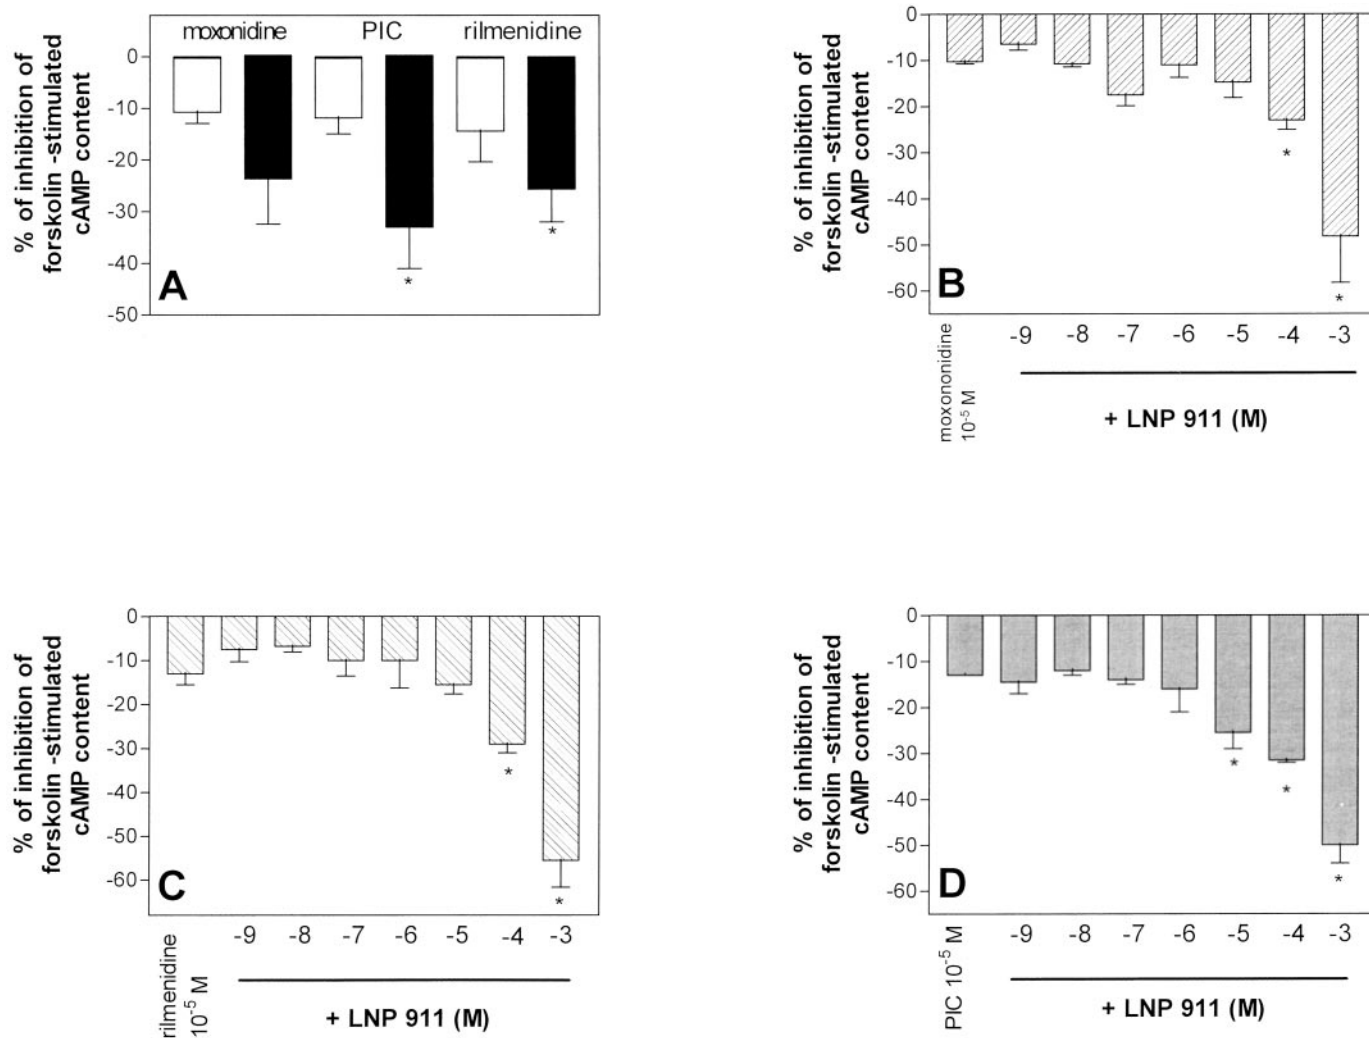 moxonidine PIC rilmenidine
0
-10
-20
-30
-40
-50
% of inhibition of
forskolin -stimulated
cAMP content
A
*
*
0
-10
-20
-30
-40
-50
-60
% of inhibition of
forskolin -stimulated
cAMP content
B
*
*
moxononidine
10-5 M
-9 -8 -7 -6 -5 -4 -3
+ LNP 911 (M)
0
-10
-20
-30
-40
-50
-60
% of inhibition of
forskolin -stimulated
cAMP content
C
*
*
rilmenidine
10-5 M
-9 -8 -7 -6 -5 -4 -3
+ LNP 911 (M)
0
-10
-20
-30
-40
-50
-60
% of inhibition of
forskolin -stimulated
cAMP content
D
*
*
*
PIC 10-5 M
-9 -8 -7 -6 -5 -4 -3
+ LNP 911 (M)